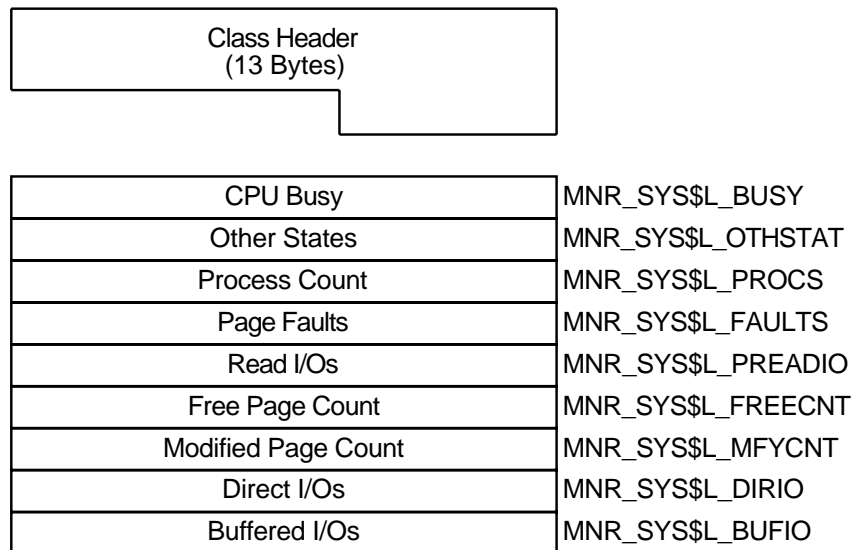 Class Header
(13 Bytes)
CPU Busy MNR_SYS$L_BUSY
Other States MNR_SYS$L_OTHSTAT
Process Count MNR_SYS$L_PROCS
Page Faults MNR_SYS$L_FAULTS
Read I/Os MNR_SYS$L_PREADIO
Free Page Count MNR_SYS$L_FREECNT
Modified Page Count MNR_SYS$L_MFYCNT
Direct I/Os MNR_SYS$L_DIRIO
Buffered I/Os MNR_SYS$L_BUFIO